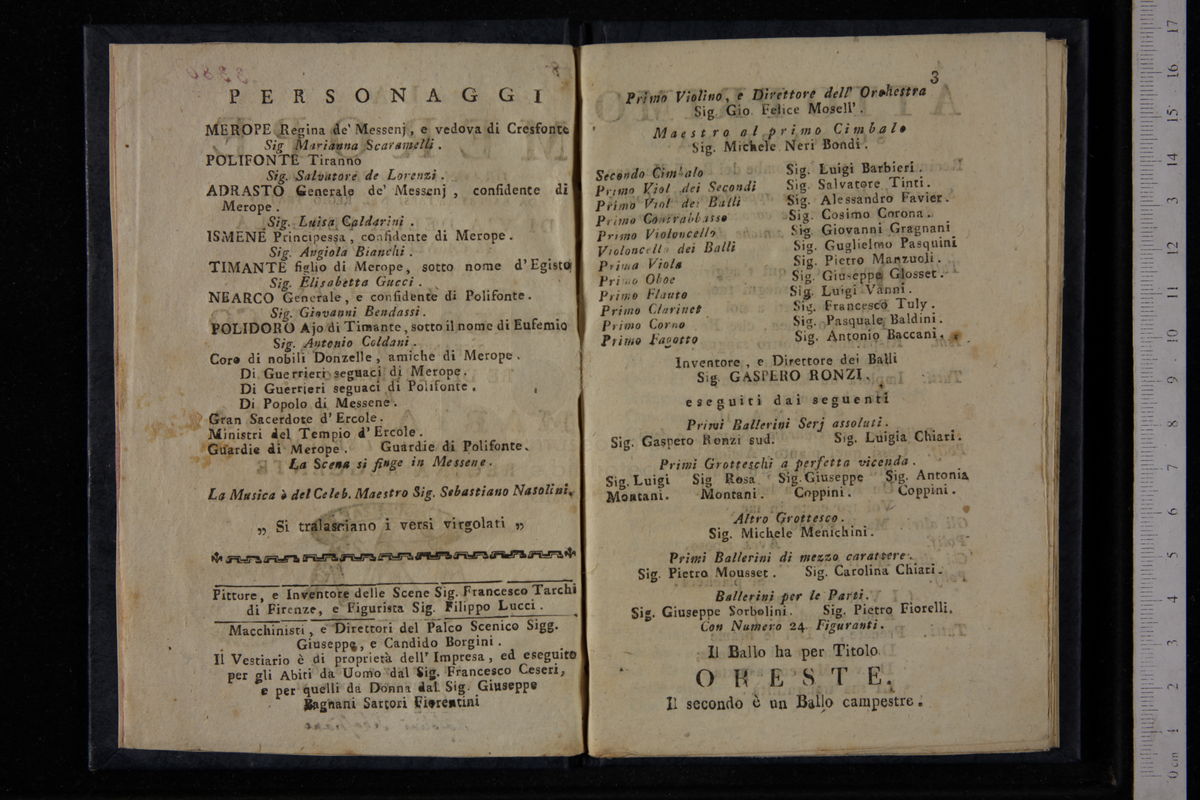 PERSONAGGI
MEROPE Regina de' Messenj, e vedova di Cresfonte
Sig Marianna Scaramelli.
POLIFONTE Tiranno
Sig. Salvatore de Lorenzi.
ADRASTO Generale de' Messenj, confidente di
Merope.
Sig. Luisa Caldarini.
ISMENE Principessa, confidente di Merope.
Sig. Angiola Bianchi.
TIMANTE figlio di Merope, sotto nome d'Egisto
Sig. Elisabetta Gucci.
NEARCO Generale, e confidente di Polifonte.
Sig. Giovanni Bendassi.
POLIDORO Ajo di Timante, sotto il nome di Eufemio
Sig. Antonio Coldani.
Coro di nobili Donzelle, amiche di Merope.
Di Guerrieri seguaci di Merope.
Di Guerrieri seguaci di Polifonte.
Di Popolo di Messene.
Gran Sacerdote d'Ercole.
Ministri del Tempio d'Ercole.
Guardie di Merope. Guardie di Polifonte.
La Scena si finge in Messene.
La Musica è del Celeb. Maestro Sig. Sebastiano Nasolini.
„ Si tralasciano i versi virgolati „
Pittore, e Inventore delle Scene Sig. Francesco Tarchi
di Firenze, e Figurista Sig. Filippo Lucci.
Macchinisti, e Direttori del Palco Scenico Sigg.
Giuseppe, e Candido Borgini.
Il Vestiario è di proprietà dell'Impresa, ed eseguito
per gli Abiti da Uomo dal Sig. Francesco Ceseri,
e per quelli da Donna dal Sig. Giuseppe
Bagnani Sartori Fiorentini
3
Primo Violino, e Direttore dell' Orchestra
Sig. Gio. Felice Mosell'.
Maestro al primo Cimbalo
Sig. Michele Neri Bondi.
Secondo Cimbalo Sig. Luigi Barbieri.
Primo Viol dei Secondi Sig. Salvatore Tinti.
Primo Viol dei Balli Sig. Alessandro Favier.
Primo Contrabbasso Sig. Cosimo Corona.
Primo Violoncello Sig. Giovanni Gragnani
Violoncello dei Balli Sig. Guglielmo Pasquini
Prima Viola Sig. Pietro Manzuoli.
Primo Oboe Sig. Giuseppe Glosset.
Primo Flauto Sig. Luigi Vanni.
Primo Clarinet Sig. Francesco Tuly.
Primo Corno Sig. Pasquale Baldini.
Primo Fagotto Sig. Antonio Baccani.
Inventore, e Direttore dei Balli
Sig. GASPERO RONZI.
eseguiti dai seguenti
Primi Ballerini Serj assoluti.
Sig. Gaspero Ronzi sud. Sig. Luigia Chiari.
Primi Grotteschi a perfetta vicenda.
Sig. Luigi Sig Rosa Sig. Giuseppe Sig. Antonia
Montani. Montani. Coppini. Coppini.
Altro Grottesco.
Sig. Michele Menichini.
Primi Ballerini di mezzo carattere.
Sig. Pietro Mousset. Sig. Carolina Chiari.
Ballerini per le Parti.
Sig. Giuseppe Sorbolini. Sig. Pietro Fiorelli.
Con Numero 24 Figuranti.
Il Ballo ha per Titolo
ORESTE.
Il secondo è un Ballo campestre.